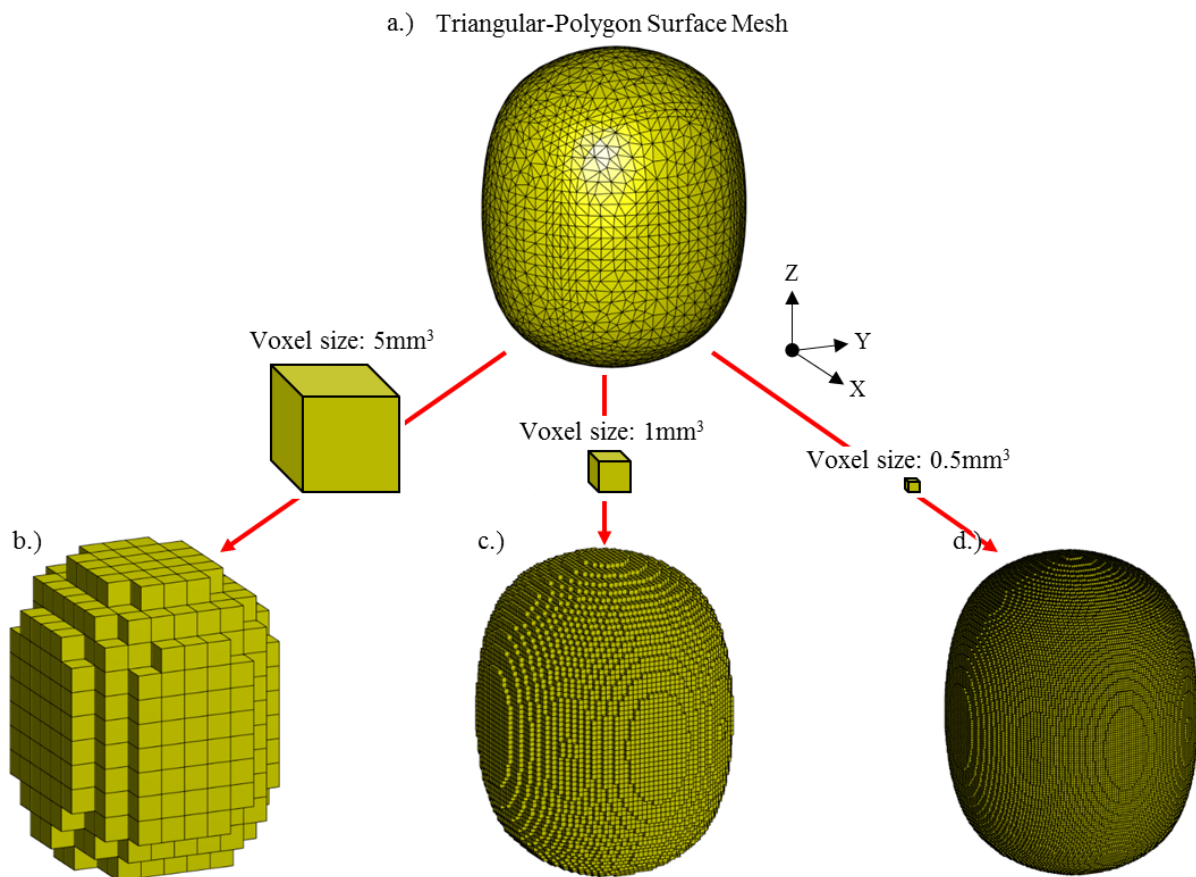 a.) Triangular-Polygon Surface Mesh
Z
Y
X
Voxel size: 5mm³
Voxel size: 1mm³
Voxel size: 0.5mm³
b.)
c.)
d.)